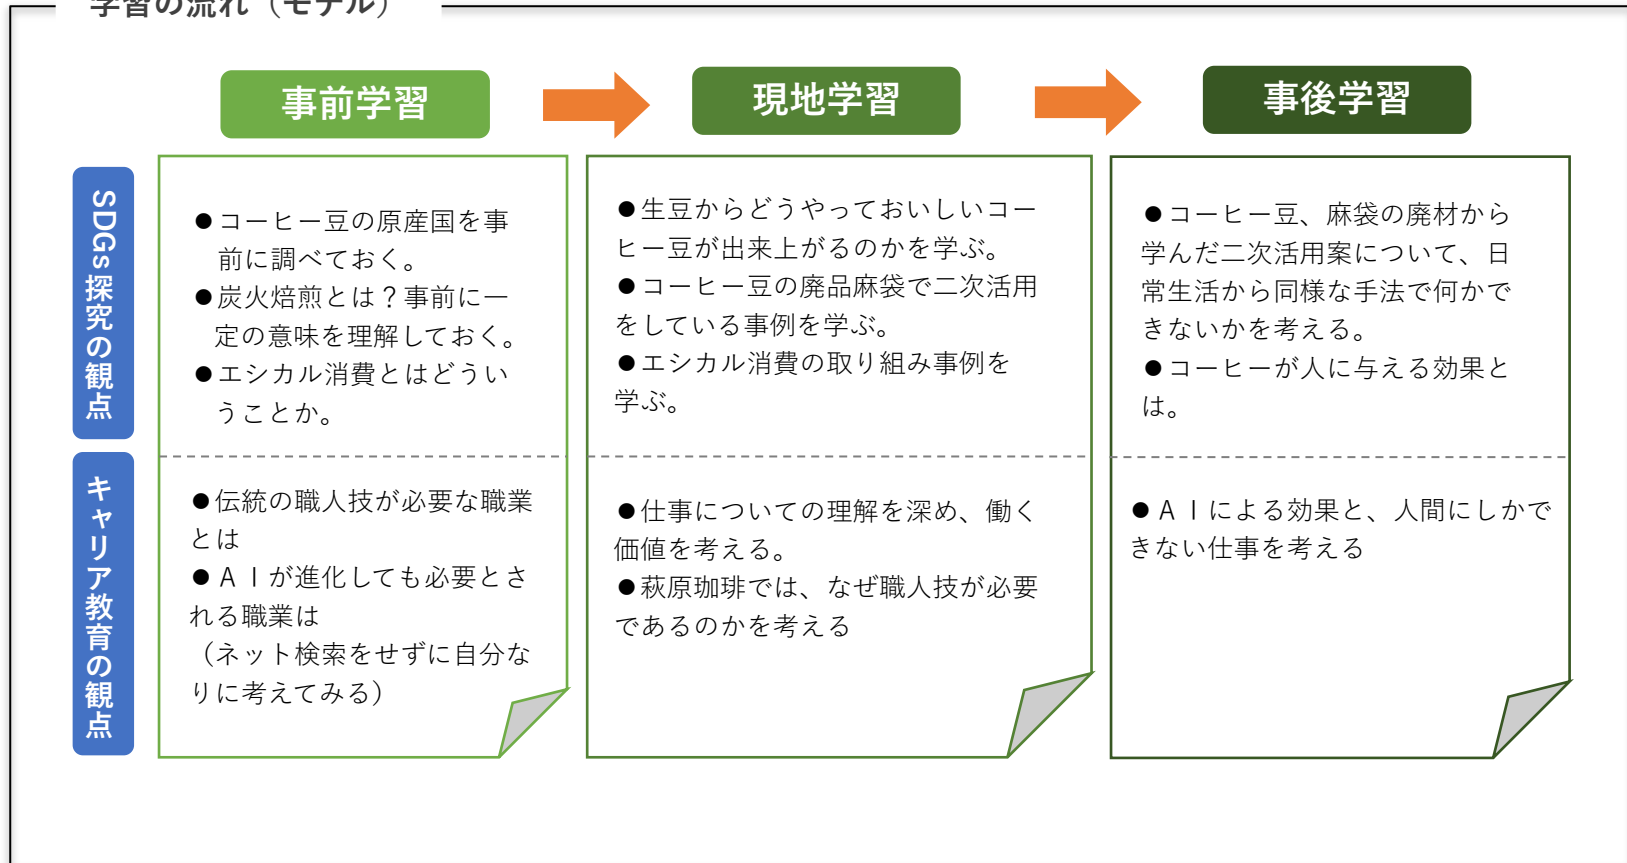 学習の流れ（モデル）
事前学習
現地学習
事後学習
SDGs探究の観点
●コーヒー豆の原産国を事
前に調べておく。
●炭火焙煎とは？事前に一
定の意味を理解しておく。
●エシカル消費とはどうい
うことか。
●生豆からどうやっておいしいコー
ヒー豆が出来上がるのかを学ぶ。
●コーヒー豆の廃品麻袋で二次活用
をしている事例を学ぶ。
●エシカル消費の取り組み事例を
学ぶ。
●コーヒー豆、麻袋の廃材から
学んだ二次活用案について、日
常生活から同様な手法で何かで
きないかを考える。
●コーヒーが人に与える効果と
は。
キャリア教育の観点
●伝統の職人技が必要な職業
とは
●ＡＩが進化しても必要とさ
れる職業は
（ネット検索をせずに自分な
りに考えてみる）
●仕事についての理解を深め、働く
価値を考える。
●萩原珈琲では、なぜ職人技が必要
であるのかを考える
●ＡＩによる効果と、人間にしかで
きない仕事を考える